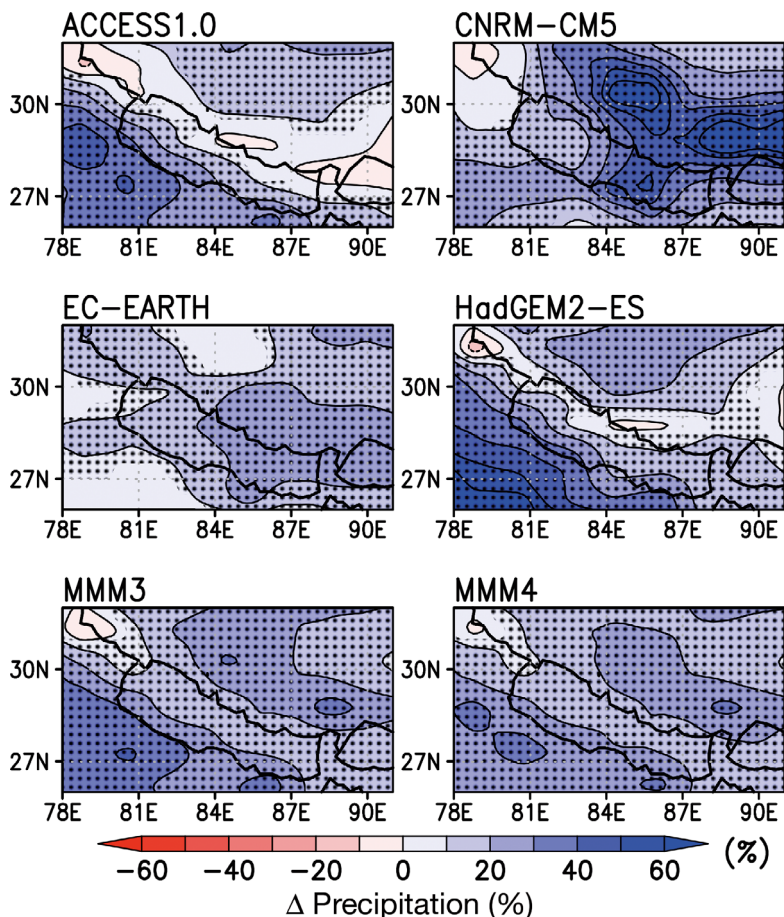 ACCESS1.0 CNRM-CM5
30N 30N
27N 27N
78E 81E 84E 87E 90E 78E 81E 84E 87E 90E
EC-EARTH HadGEM2-ES
30N 30N
27N 27N
78E 81E 84E 87E 90E 78E 81E 84E 87E 90E
MMM3 MMM4
30N 30N
27N 27N
78E 81E 84E 87E 90E 78E 81E 84E 87E 90E
-60 -40 -20 0 20 40 60 (%)
Δ Precipitation (%)